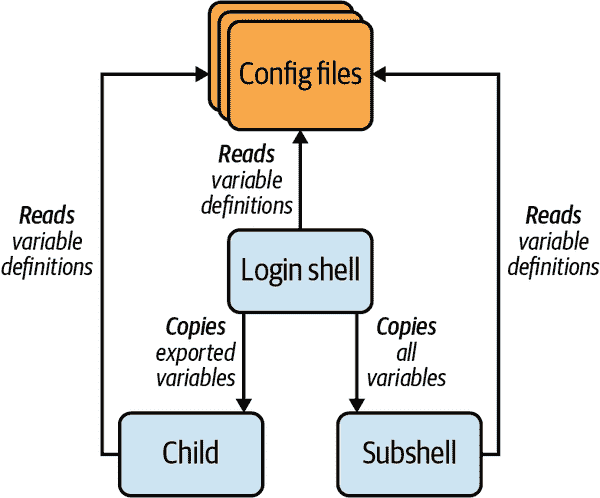 Config files
Reads
variable
definitions
Reads
variable
definitions
Reads
variable
definitions
Login shell
Copies
exported
variables
Copies
all
variables
Child
Subshell